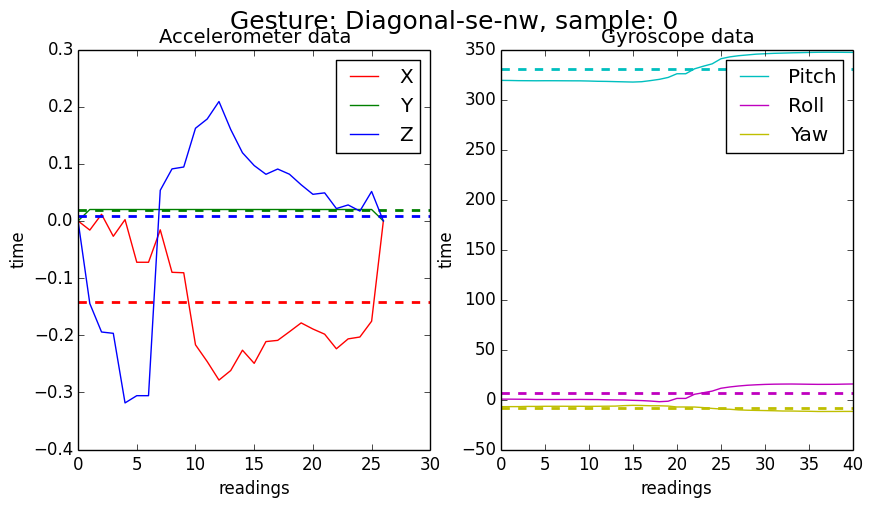 Gesture: Diagonal-se-nw, sample: 0
Accelerometer data
0.3
0.2
0.1
0.0
−0.1
−0.2
−0.3
−0.4
0 5 10 15 20 25 30
time
readings
X
Y
Z
Gyroscope data
350
300
250
200
150
100
50
0
−50
0 5 10 15 20 25 30 35 40
time
readings
Pitch
Roll
Yaw